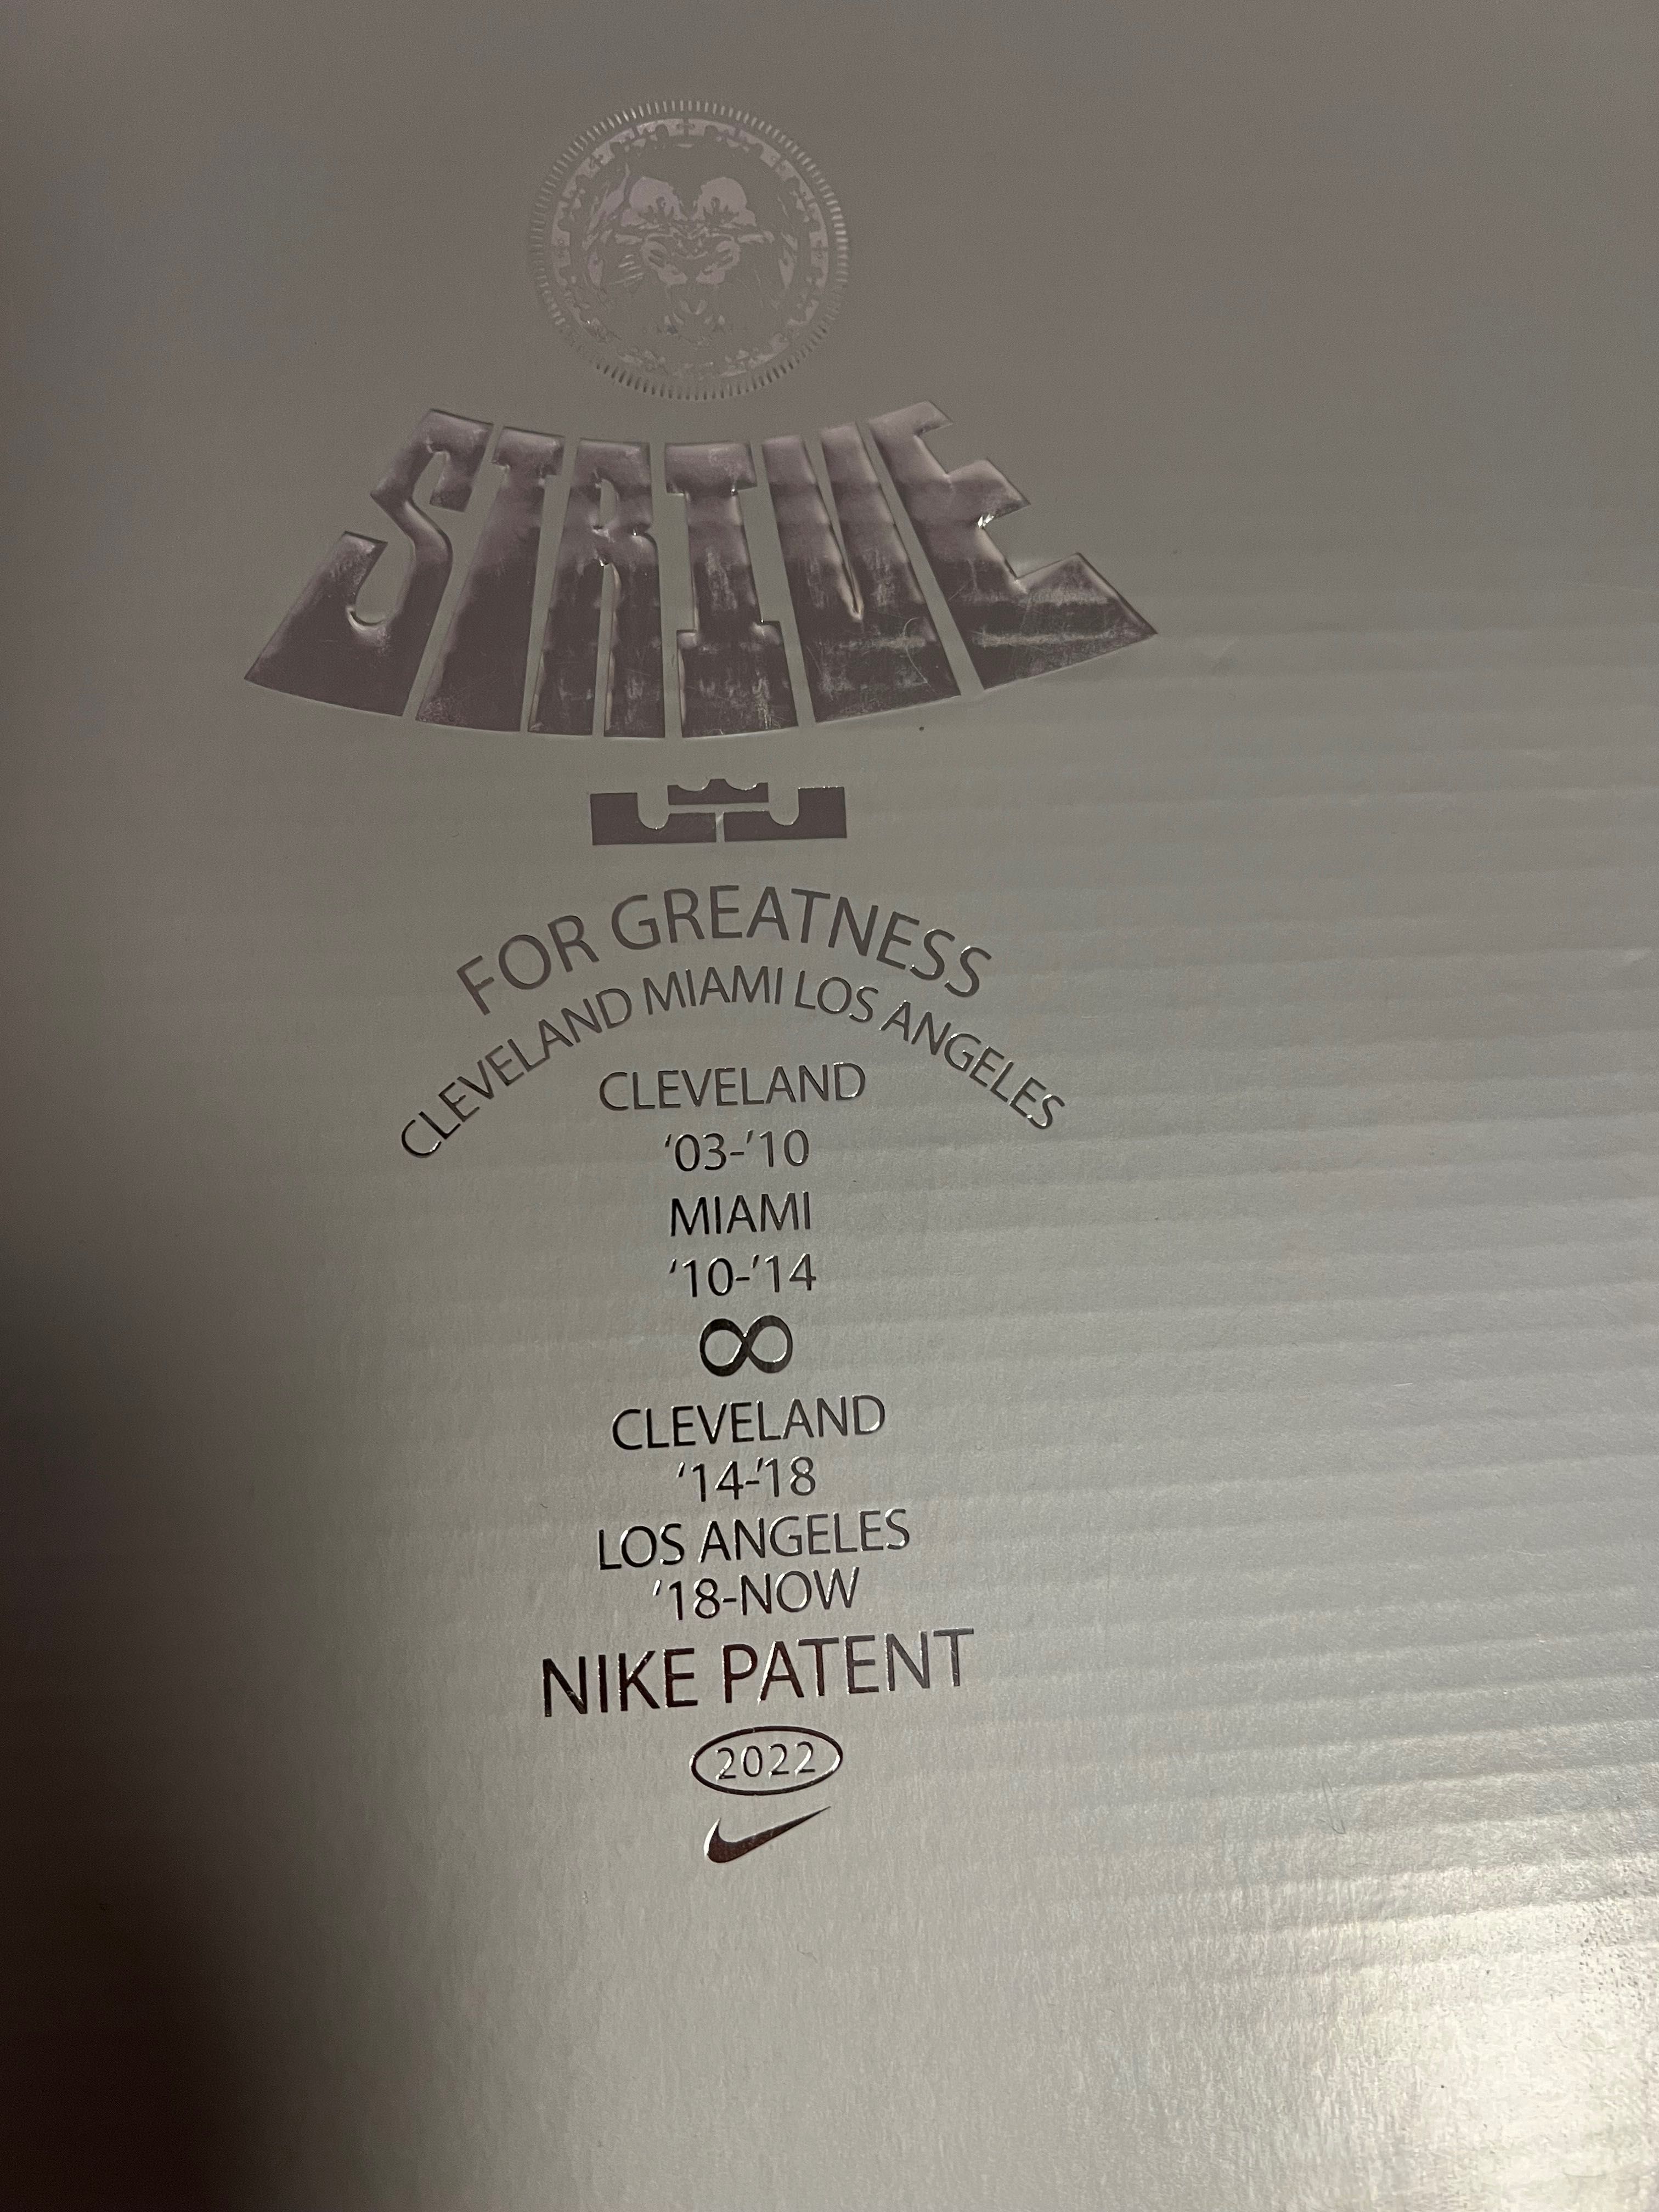 STRIVE
FOR GREATNESS
CLEVELAND MIAMI LOS ANGELES
CLEVELAND
‘03-’10
MIAMI
‘10-’14
∞
CLEVELAND
‘14-’18
LOS ANGELES
‘18-NOW
NIKE PATENT
2022